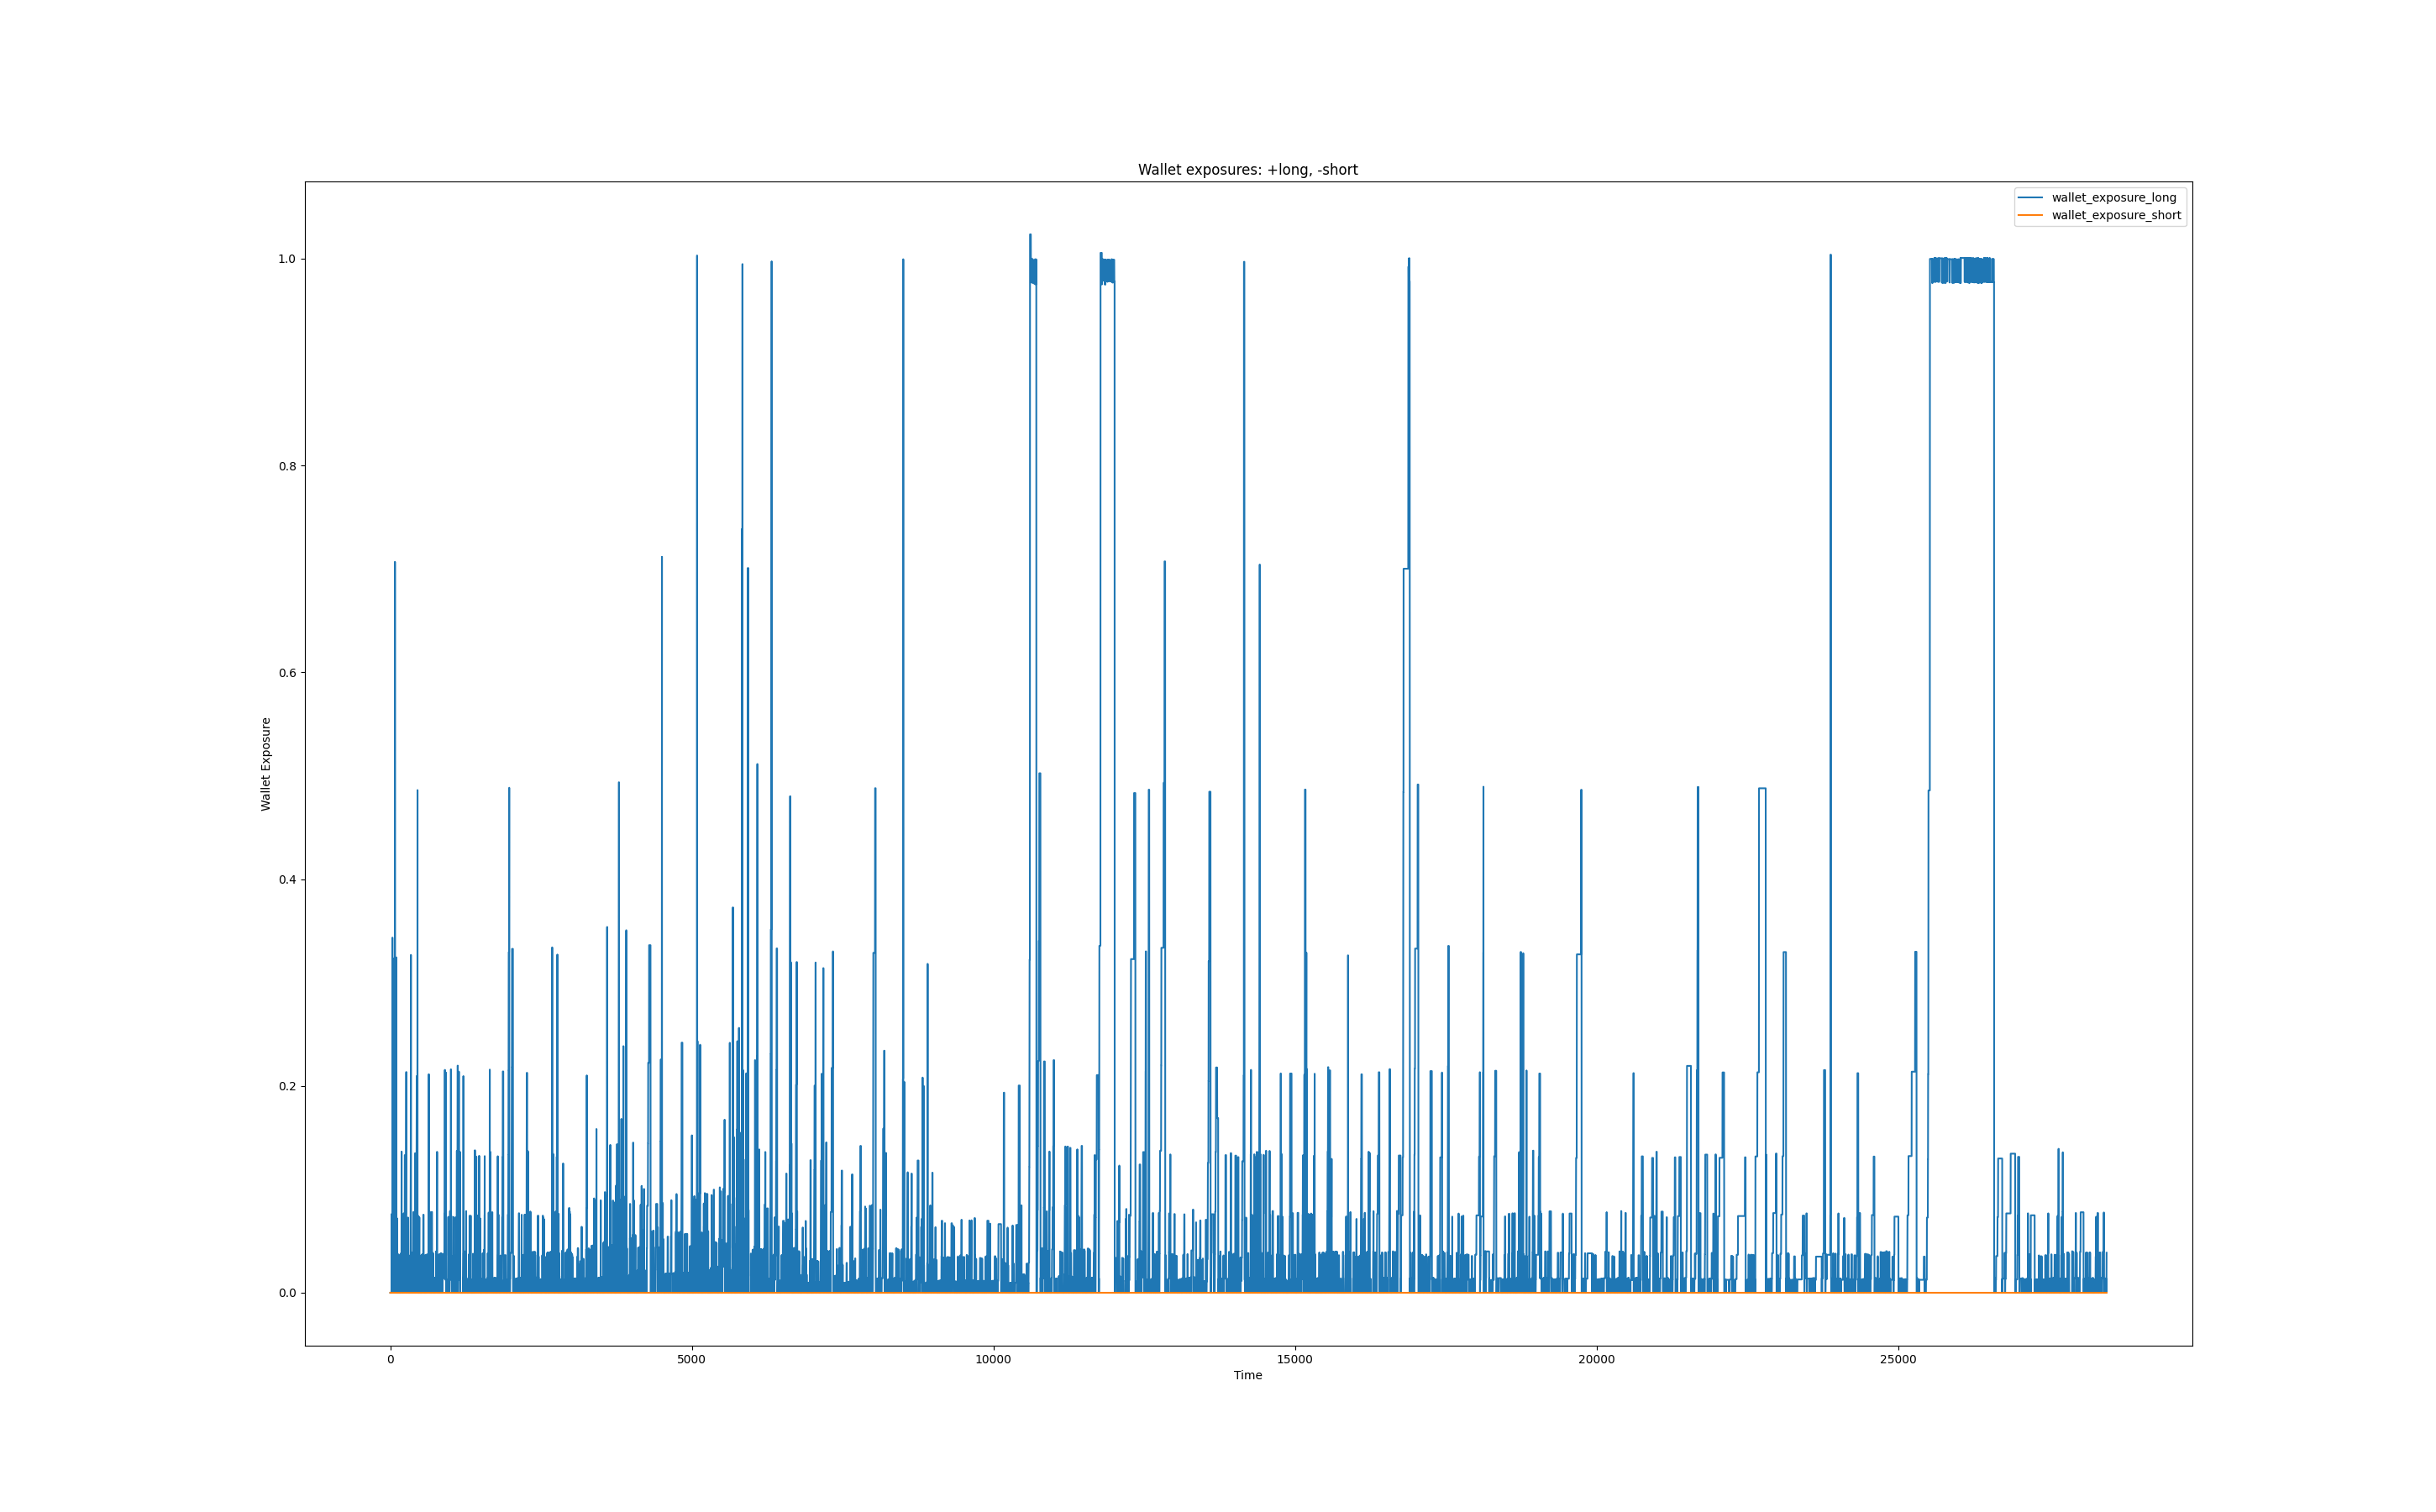 Wallet exposures: +long, -short
wallet_exposure_long
wallet_exposure_short
1.0
0.8
0.6
0.4
0.2
0.0
Wallet Exposure
0 5000 10000 15000 20000 25000
Time